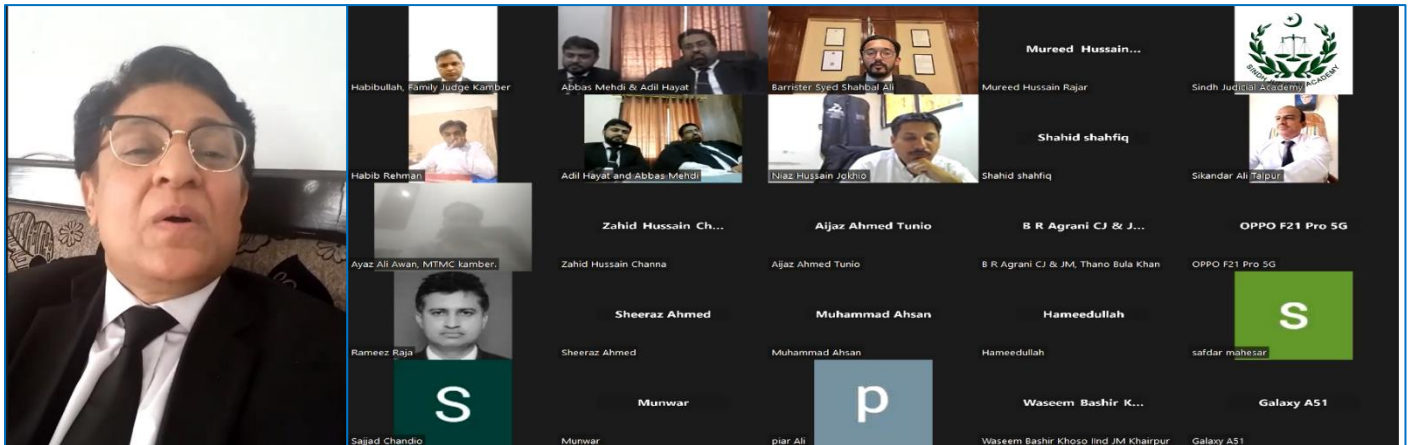 Mureed Hussain...
SINDH JUDICIAL ACADEMY
Habibullah, Family Judge Kamber
Abbas Mehdi & Adil Hayat
Barrister Syed Shahbal Ali
Mureed Hussain Rajar
Sindh Judicial Academy
Shahid shahfiq
Habib Rehman
Adil Hayat and Abbas Mehdi
Niaz Hussain Jokhio
Shahid shahfiq
Sikandar Ali Talpur
Zahid Hussain Ch...
Aijaz Ahmed Tunio
B R Agrani CJ & J...
OPPO F21 Pro 5G
Ayaz Ali Awan, MTMC kamber.
Zahid Hussain Channa
Aijaz Ahmed Tunio
B R Agrani CJ & JM, Thano Bula Khan
OPPO F21 Pro 5G
Sheeraz Ahmed
Muhammad Ahsan
Hameedullah
s
Rameez Raja
Sheeraz Ahmed
Muhammad Ahsan
Hameedullah
safdar mahesar
S
Munwar
p
Waseem Bashir K...
Galaxy A51
Sajjad Chandio
Munwar
piar Ali
Waseem Bashir Khoso IInd JM Khairpur
Galaxy A51